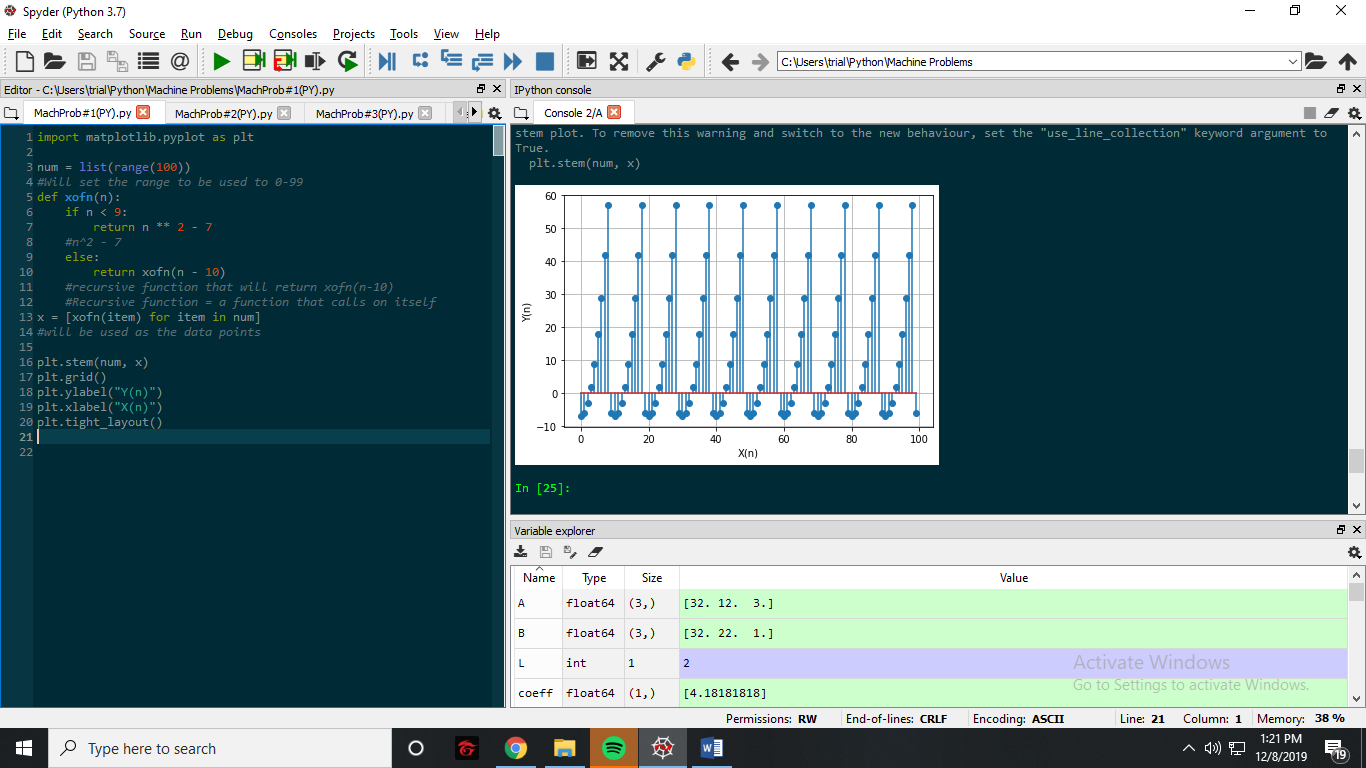 Spyder (Python 3.7)
File Edit Search Source Run Debug Consoles Projects Tools View Help
C:\Users\trial\Python\Machine Problems
Editor - C:\Users\trial\Python\Machine Problems\MachProb#1(PY).py
MachProb#1(PY).py MachProb#2(PY).py MachProb#3(PY).py
1 import matplotlib.pyplot as plt
2
3 num = list(range(100))
4 #Will set the range to be used to 0-99
5 def xofn(n):
6     if n < 9:
7         return n ** 2 - 7
8     #n^2 - 7
9     else:
10         return xofn(n - 10)
11     #recursive function that will return xofn(n-10)
12     #Recursive function = a function that calls on itself
13 x = [xofn(item) for item in num]
14 #will be used as the data points
15
16 plt.stem(num, x)
17 plt.grid()
18 plt.ylabel("Y(n)")
19 plt.xlabel("X(n)")
20 plt.tight_layout()
21
22
IPython console
Console 2/A
stem plot. To remove this warning and switch to the new behaviour, set the "use_line_collection" keyword argument to
True.
  plt.stem(num, x)
60
50
40
30
20
10
0
−10
Y(n)
0 20 40 60 80 100
X(n)
In [25]:
Variable explorer
Name Type Size Value
A float64 (3,) [32. 12.  3.]
B float64 (3,) [32. 22.  1.]
L int 1 2
coeff float64 (1,) [4.18181818]
Activate Windows
Go to Settings to activate Windows.
Permissions: RW End-of-lines: CRLF Encoding: ASCII Line: 21 Column: 1 Memory: 38 %
Type here to search
1:21 PM
12/8/2019
19